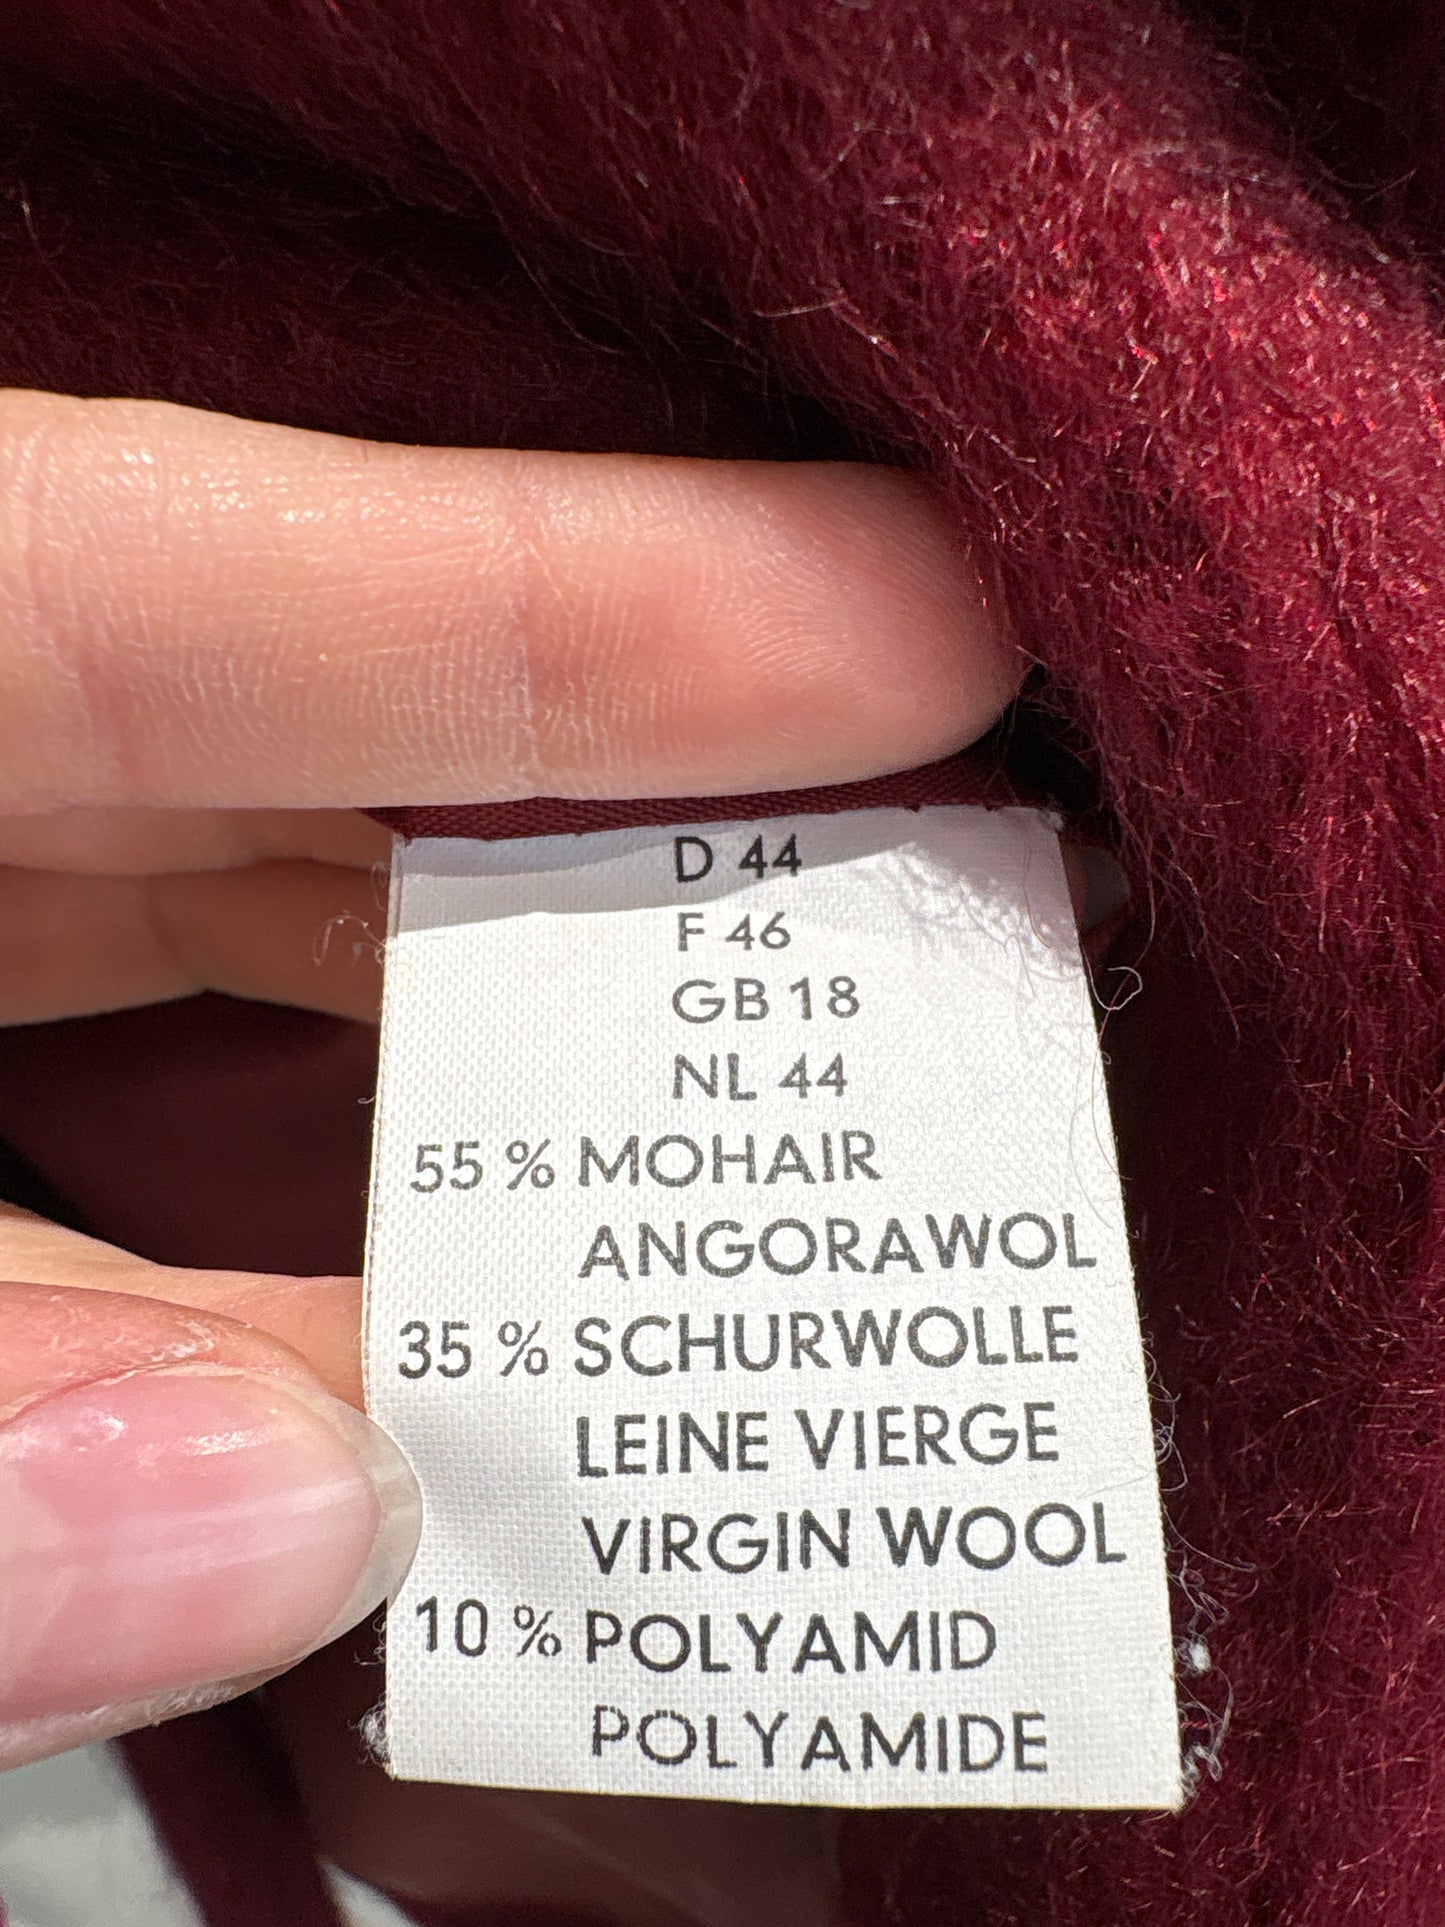 D 44
F 46
GB 18
NL 44
55 % MOHAIR
ANGORAWOL
35 % SCHURWOLLE
LEINE VIERGE
VIRGIN WOOL
10 % POLYAMID
POLYAMIDE